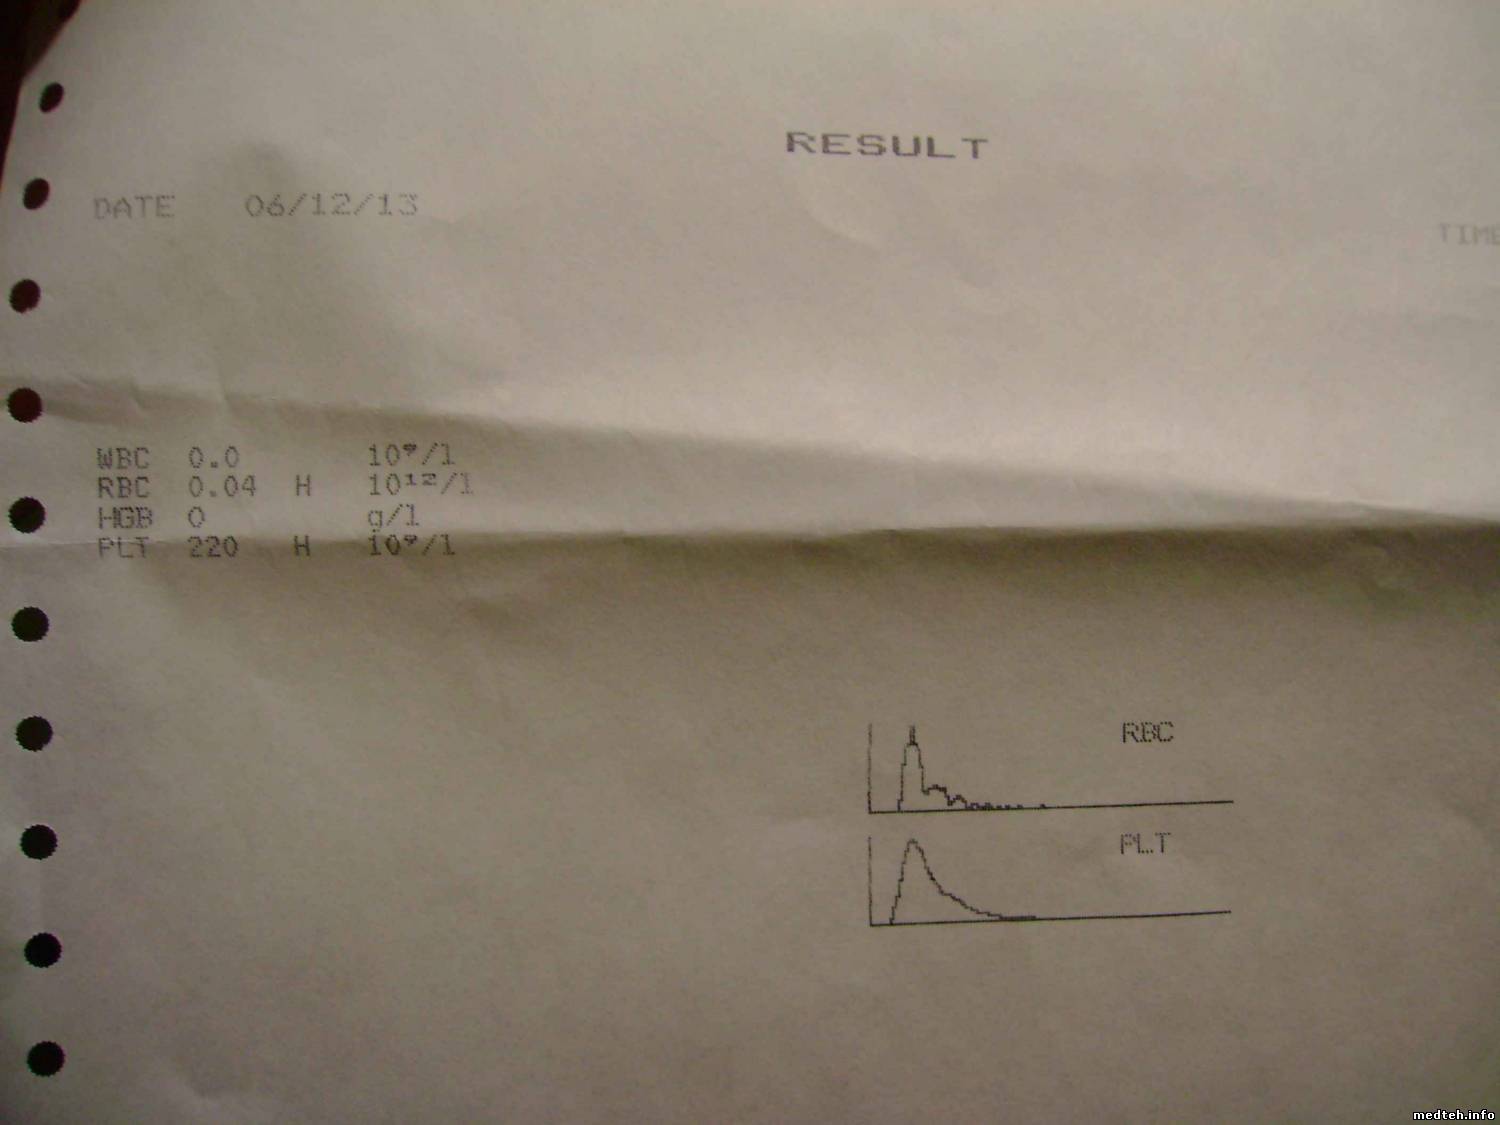 RESULT
DATE 06/12/13
TIME
WBC 0.0 10⁹/l
RBC 0.04 H 10¹²/l
HGB 0 g/l
PLT 220 H 10⁹/l
RBC
PLT
medteh.info